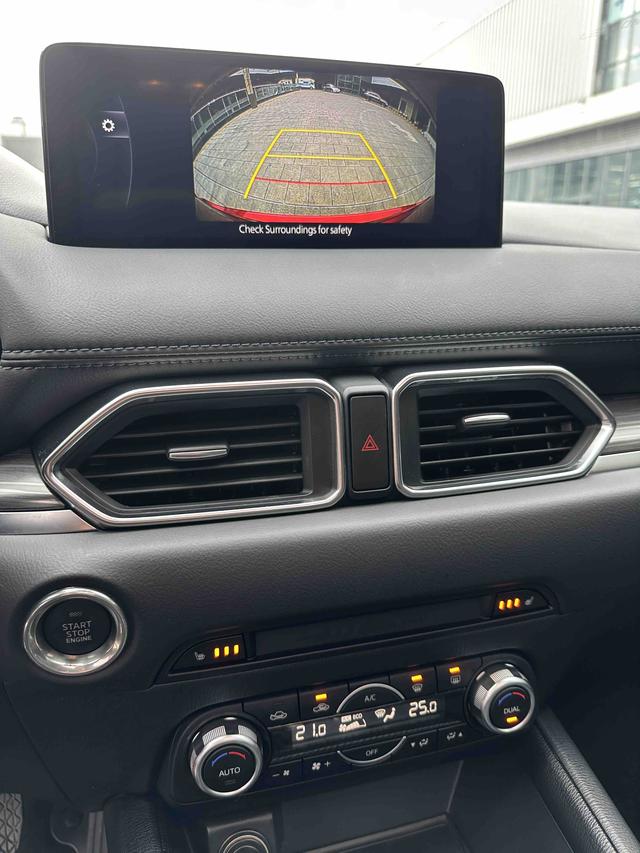 Check Surroundings for safety
START
STOP
ENGINE
A/C
A/C ECO
21.0
25.0
AUTO
OFF
DUAL